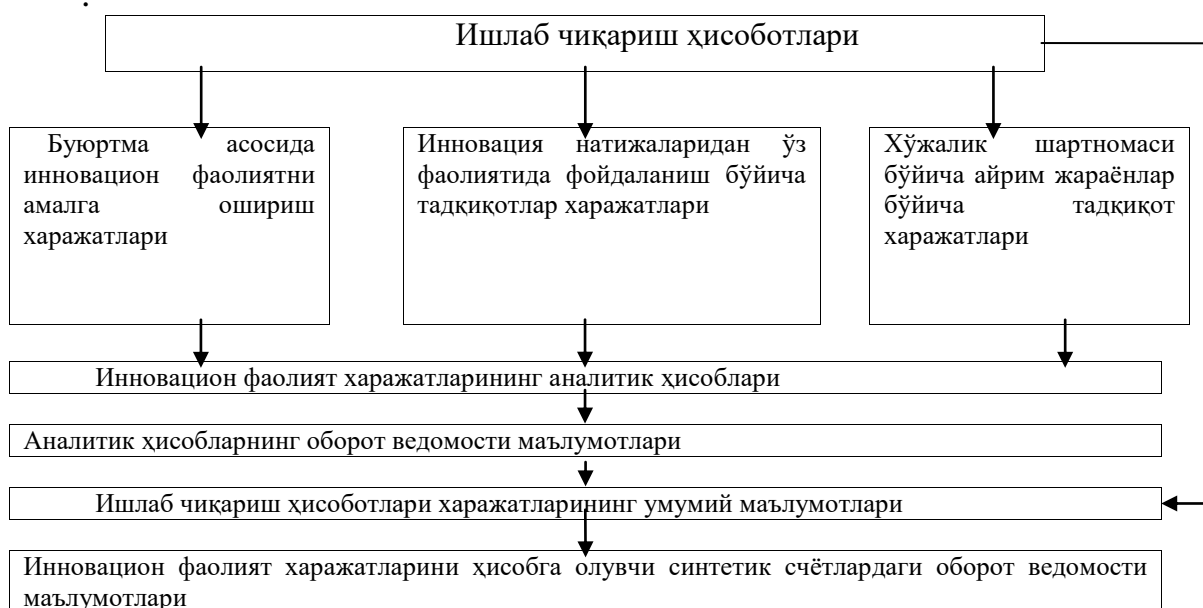 Ишлаб чиқариш ҳисоботлари
Буюртма асосида
инновацион фаолиятни
амалга ошириш
харажатлари
Инновация натижаларидан ўз
фаолиятида фойдаланиш бўйича
тадқиқотлар харажатлари
Хўжалик шартномаси
бўйича айрим жараёнлар
бўйича тадқиқот
харажатлари
Инновацион фаолият харажатларининг аналитик ҳисоблари
Аналитик ҳисобларнинг оборот ведомости маълумотлари
Ишлаб чиқариш ҳисоботлари харажатларининг умумий маълумотлари
Инновацион фаолият харажатларини ҳисобга олувчи синтетик счётлардаги оборот ведомости
маълумотлари